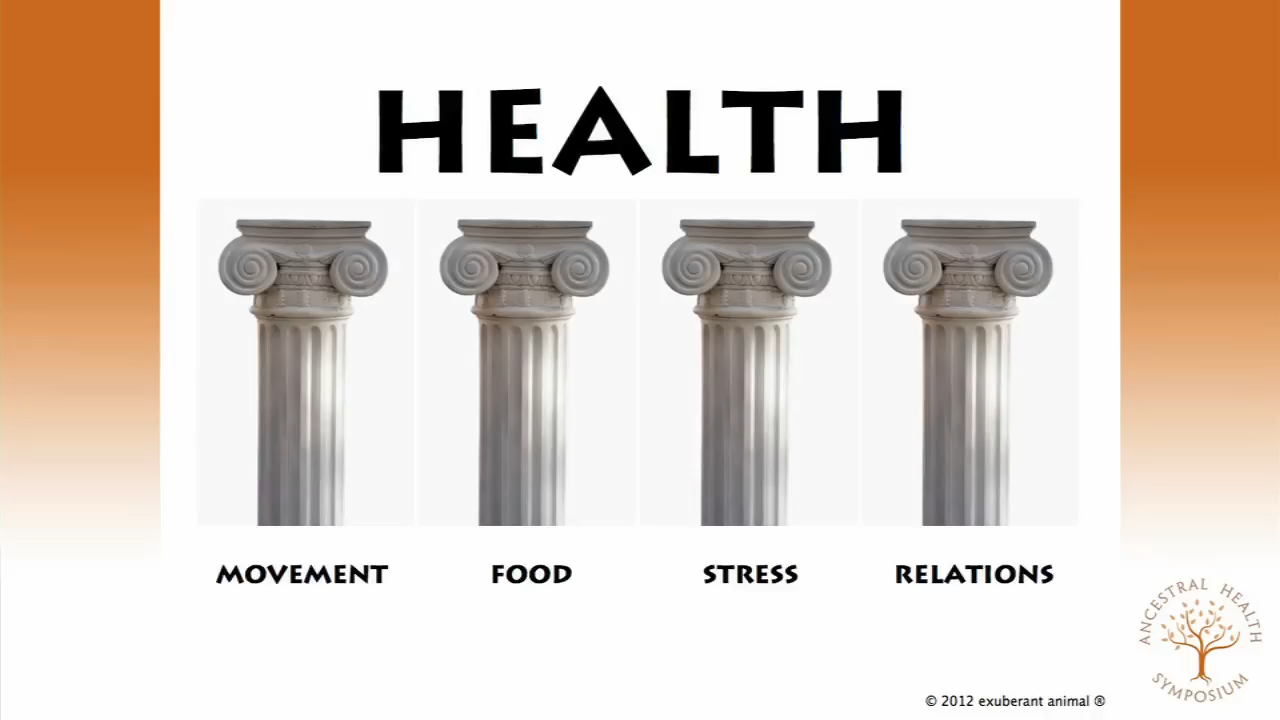 HEALTH
MOVEMENT
FOOD
STRESS
RELATIONS
ANCESTRAL HEALTH
SYMPOSIUM
© 2012 exuberant animal ®